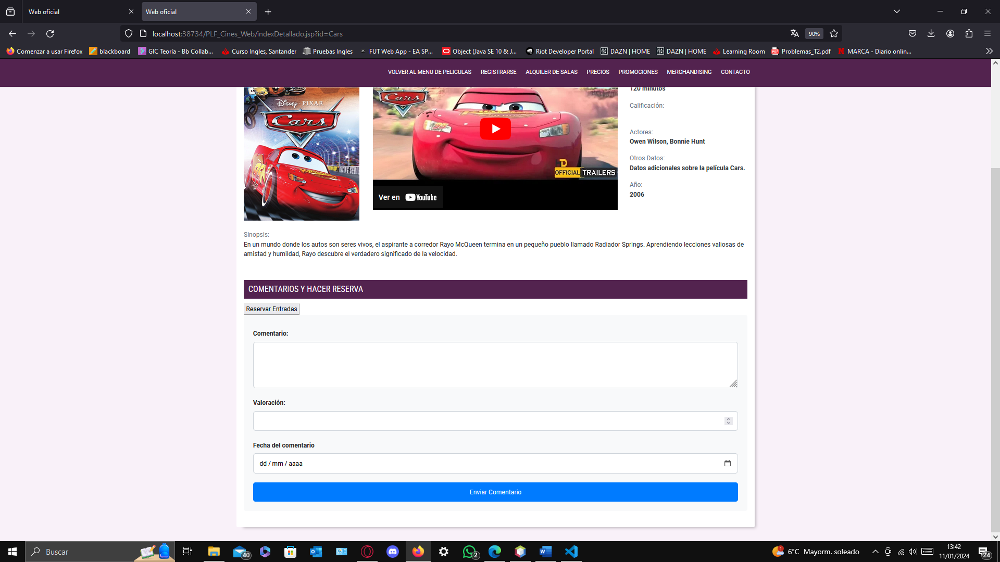 Web oficial
Web oficial
localhost:38734/PLF_Cines_Web/indexDetallado.jsp?id=Cars
90%
Comenzar a usar Firefox
blackboard
GIC Teoría - Bb Collab...
Curso Ingles, Santander
Pruebas Ingles
FUT Web App - EA SP...
Object (Java SE 10 & J...
Riot Developer Portal
DAZN | HOME
DAZN | HOME
Learning Room
Problemas_T2.pdf
MARCA - Diario onlin...
VOLVER AL MENU DE PELICULAS
REGISTRARSE
ALQUILER DE SALAS
PRECIOS
PROMOCIONES
MERCHANDISING
CONTACTO
DISNEY · PIXAR
Cars
Cars
OFFICIAL TRAILERS
Ver en YouTube
120 minutos
Calificación:
Actores:
Owen Wilson, Bonnie Hunt
Otros Datos:
Datos adicionales sobre la película Cars.
Año:
2006
Sinopsis:
En un mundo donde los autos son seres vivos, el aspirante a corredor Rayo McQueen termina en un pequeño pueblo llamado Radiador Springs. Aprendiendo lecciones valiosas de
amistad y humildad, Rayo descubre el verdadero significado de la velocidad.
COMENTARIOS Y HACER RESERVA
Reservar Entradas
Comentario:
Valoración:
Fecha del comentario
dd / mm / aaaa
Enviar Comentario
Buscar
40
2
1
6°C Mayorm. soleado
13:42
11/01/2024
24